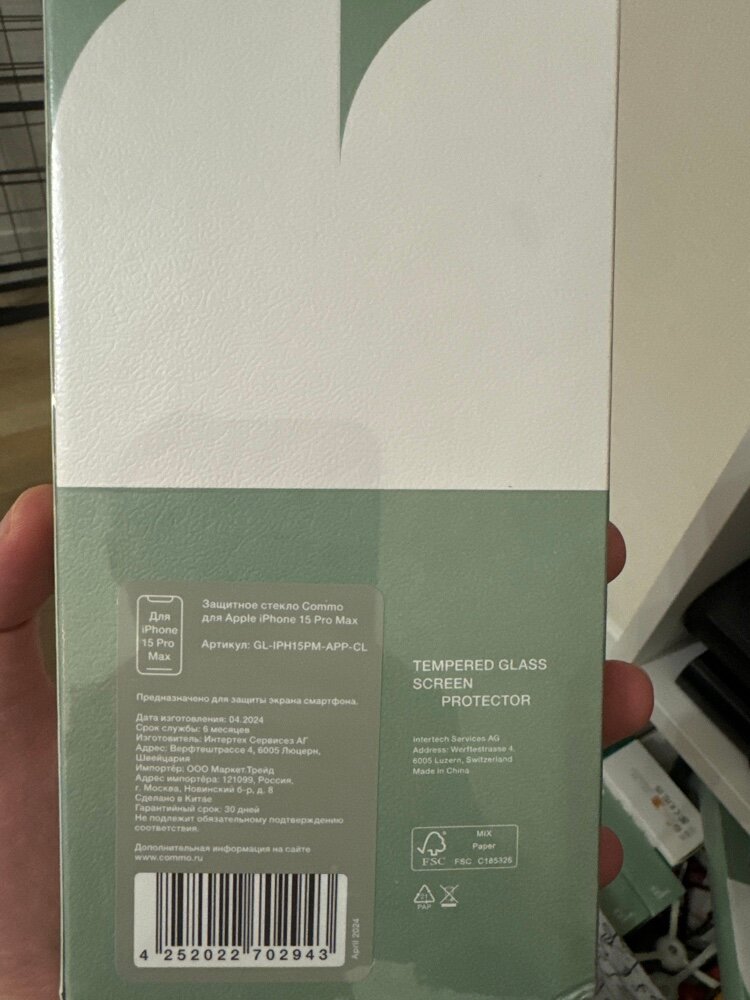 Для
iPhone
15 Pro
Max
Защитное стекло Commo
для Apple iPhone 15 Pro Max
Артикул: GL-IPH15PM-APP-CL
Предназначено для защиты экрана смартфона.
Дата изготовления: 04.2024
Срок службы: 6 месяцев
Изготовитель: Интертех Сервисез АГ
Адрес: Верфтештрассе 4, 6005 Люцерн,
Швейцария
Импортёр: ООО Маркет.Трейд
Адрес импортёра: 121099, Россия,
г. Москва, Новинский б-р, д. 8
Сделано в Китае
Гарантийный срок: 30 дней
Не подлежит обязательному подтверждению
соответствия.
Дополнительная информация на сайте
www.commo.ru
4 252022 702943
April 2024
TEMPERED GLASS
SCREEN
PROTECTOR
Intertech Services AG
Address: Werftestrasse 4,
6005 Luzern, Switzerland
Made in China
FSC
MIX
Paper
FSC C185326
21
PAP